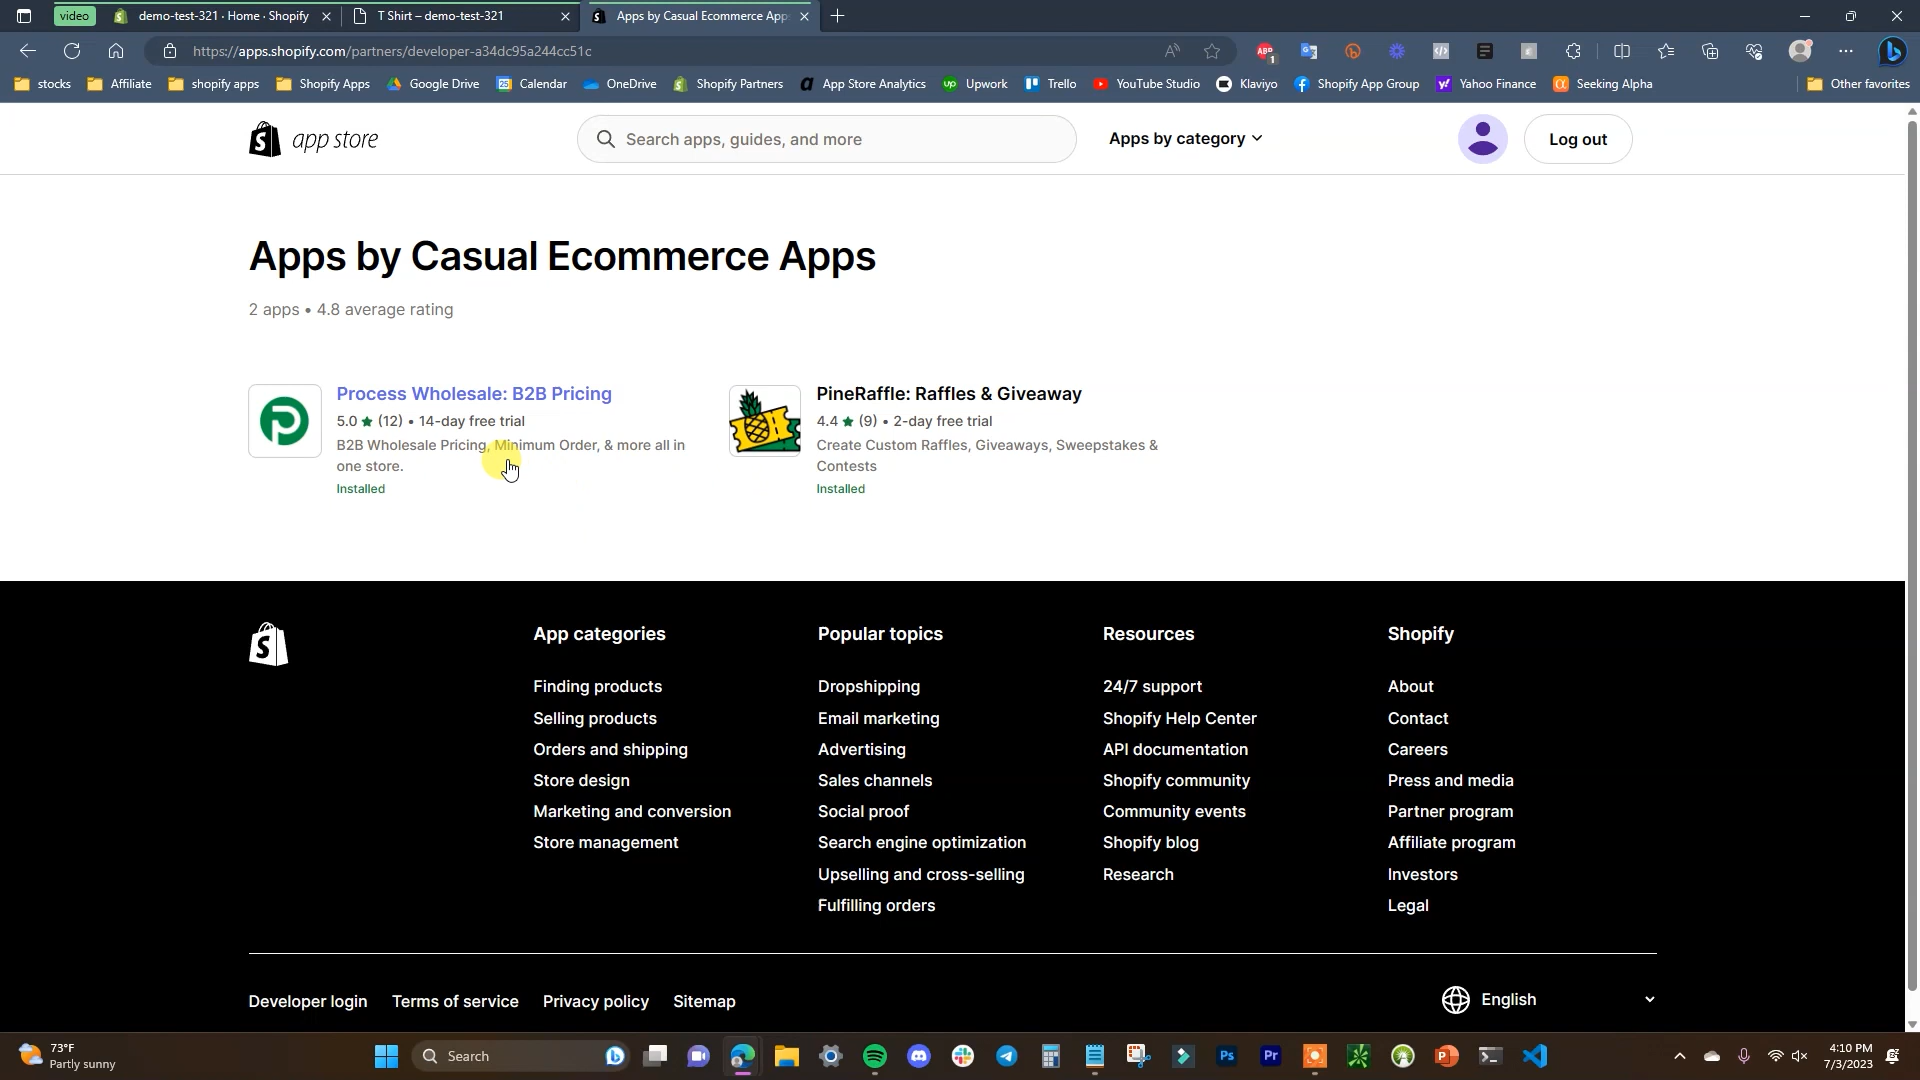 video
demo-test-321 · Home · Shopify
T Shirt – demo-test-321
Apps by Casual Ecommerce App
https://apps.shopify.com/partners/developer-a34dc95a244cc51c
stocks
Affiliate
shopify apps
Shopify Apps
Google Drive
Calendar
OneDrive
Shopify Partners
App Store Analytics
Upwork
Trello
YouTube Studio
Klaviyo
Shopify App Group
Yahoo Finance
Seeking Alpha
Other favorites
app store
Search apps, guides, and more
Apps by category
Log out
Apps by Casual Ecommerce Apps
2 apps • 4.8 average rating
Process Wholesale: B2B Pricing
5.0 ★ (12) • 14-day free trial
B2B Wholesale Pricing, Minimum Order, & more all in
one store.
Installed
PineRaffle: Raffles & Giveaway
4.4 ★ (9) • 2-day free trial
Create Custom Raffles, Giveaways, Sweepstakes &
Contests
Installed
App categories
Finding products
Selling products
Orders and shipping
Store design
Marketing and conversion
Store management
Popular topics
Dropshipping
Email marketing
Advertising
Sales channels
Social proof
Search engine optimization
Upselling and cross-selling
Fulfilling orders
Resources
24/7 support
Shopify Help Center
API documentation
Shopify community
Community events
Shopify blog
Research
Shopify
About
Contact
Careers
Press and media
Partner program
Affiliate program
Investors
Legal
Developer login
Terms of service
Privacy policy
Sitemap
English
73°F
Partly sunny
Search
4:10 PM
7/3/2023